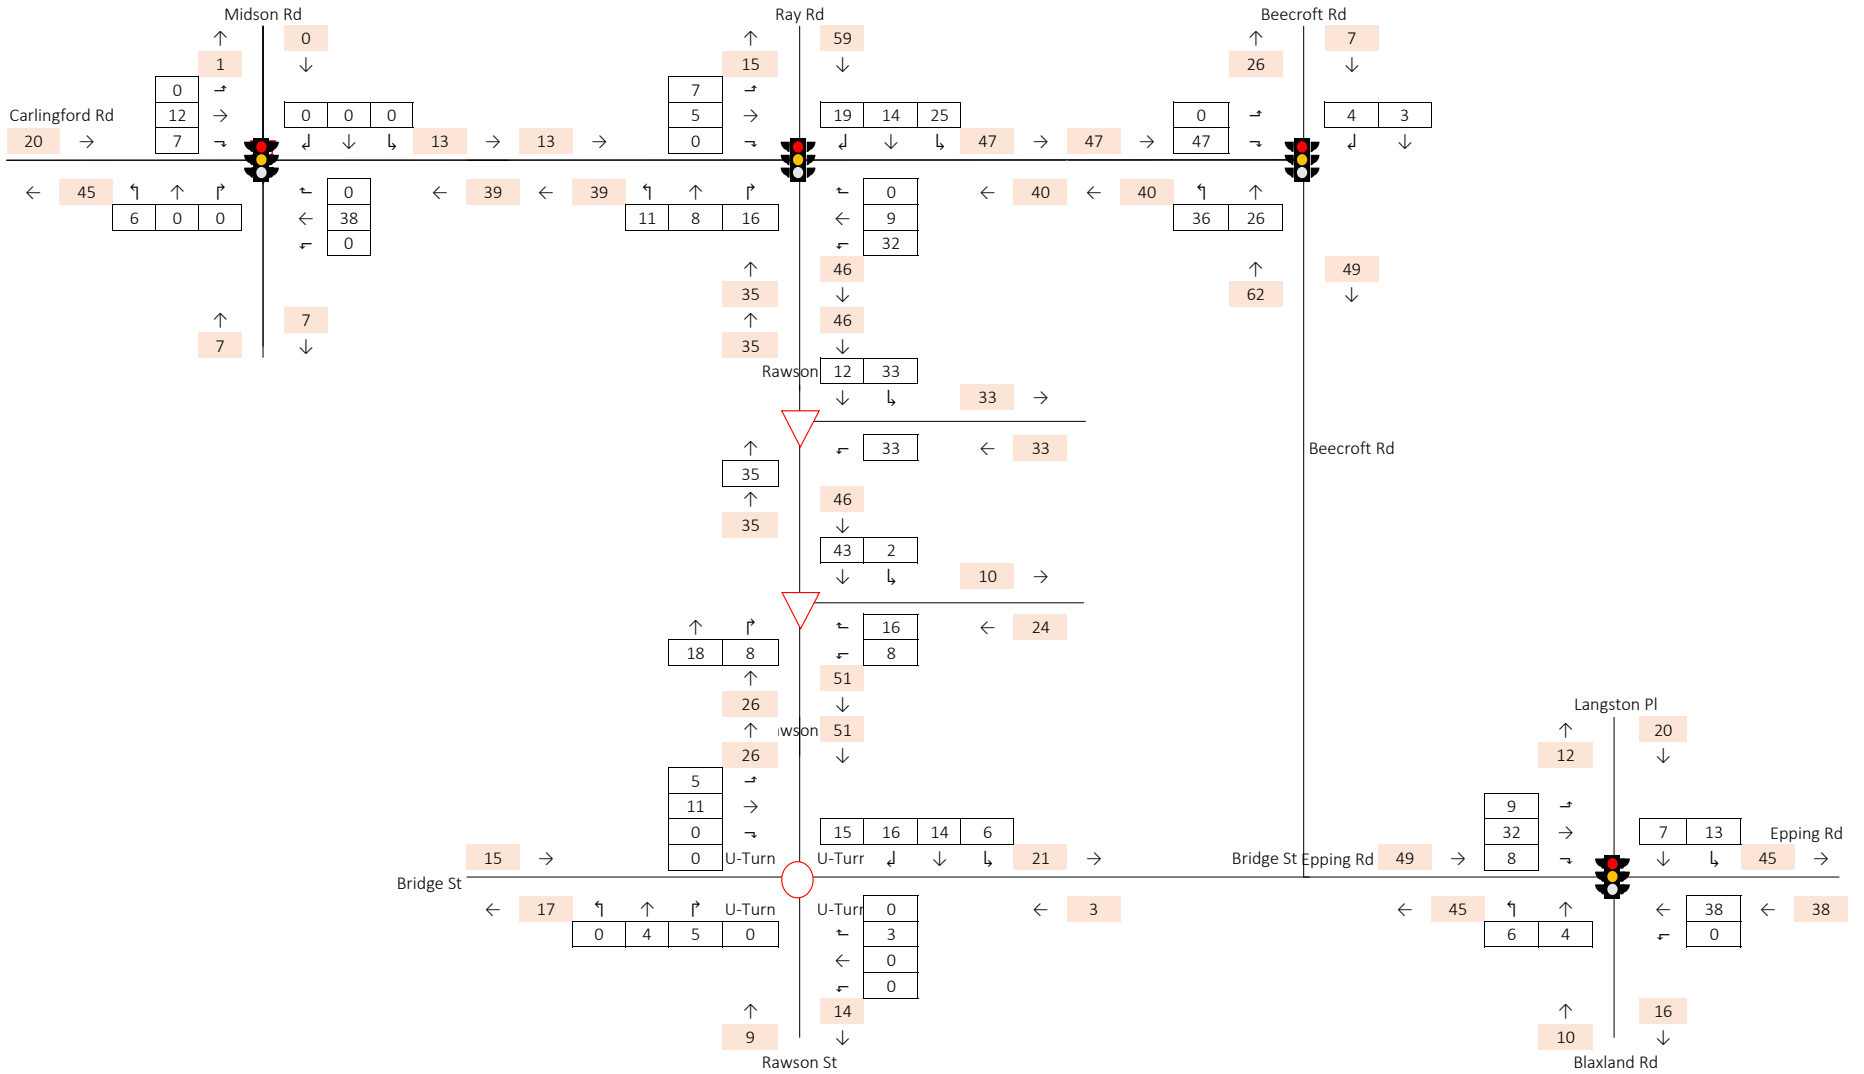 Midson Rd Ray Rd Beecroft Rd
↑ 0 ↑ 59 ↑ 7
1 ↓ 15 ↓ 26 ↓
0 7
Carlingford Rd 12 → 0 0 0 5 → 19 14 25 0 4 3
20 → 7 ↓ 13 → 13 → 0 ↓ 47 → 47 → 47 ↓
← 45 ↑ 0 ← 39 ← 39 ↑ 0 ← 40 ← 40 ↑
6 0 0 ← 38 11 8 16 ← 9 36 26
0 32
↑ 46 ↑ 49
35 ↓ 62 ↓
↑ 7 ↑ 46
7 ↓ 35 ↓
Rawson 12 33
↓ 33 →
↑ 33 ← 33 Beecroft Rd
35
↑ 46
35 ↓
43 2
↓ 10 →
↑ 16 ← 24
18 8 8
↑ 51
26 ↓ Langston Pl
↑ wson 51 ↑ 20
26 ↓ 12 ↓
5
11 → 9
0 15 16 14 6 32 → 7 13 Epping Rd
15 → 0 U-Turn U-Turn ↓ 21 → Bridge St Epping Rd 49 → 8 ↓ 45 →
Bridge St
← 17 ↑ U-Turn U-Turn 0 ← 3 ← 45 ↑ ← 38 ← 38
0 4 5 0 3 6 4 0
← 0
0
↑ 14 ↑ 16
9 ↓ 10 ↓
Rawson St Blaxland Rd